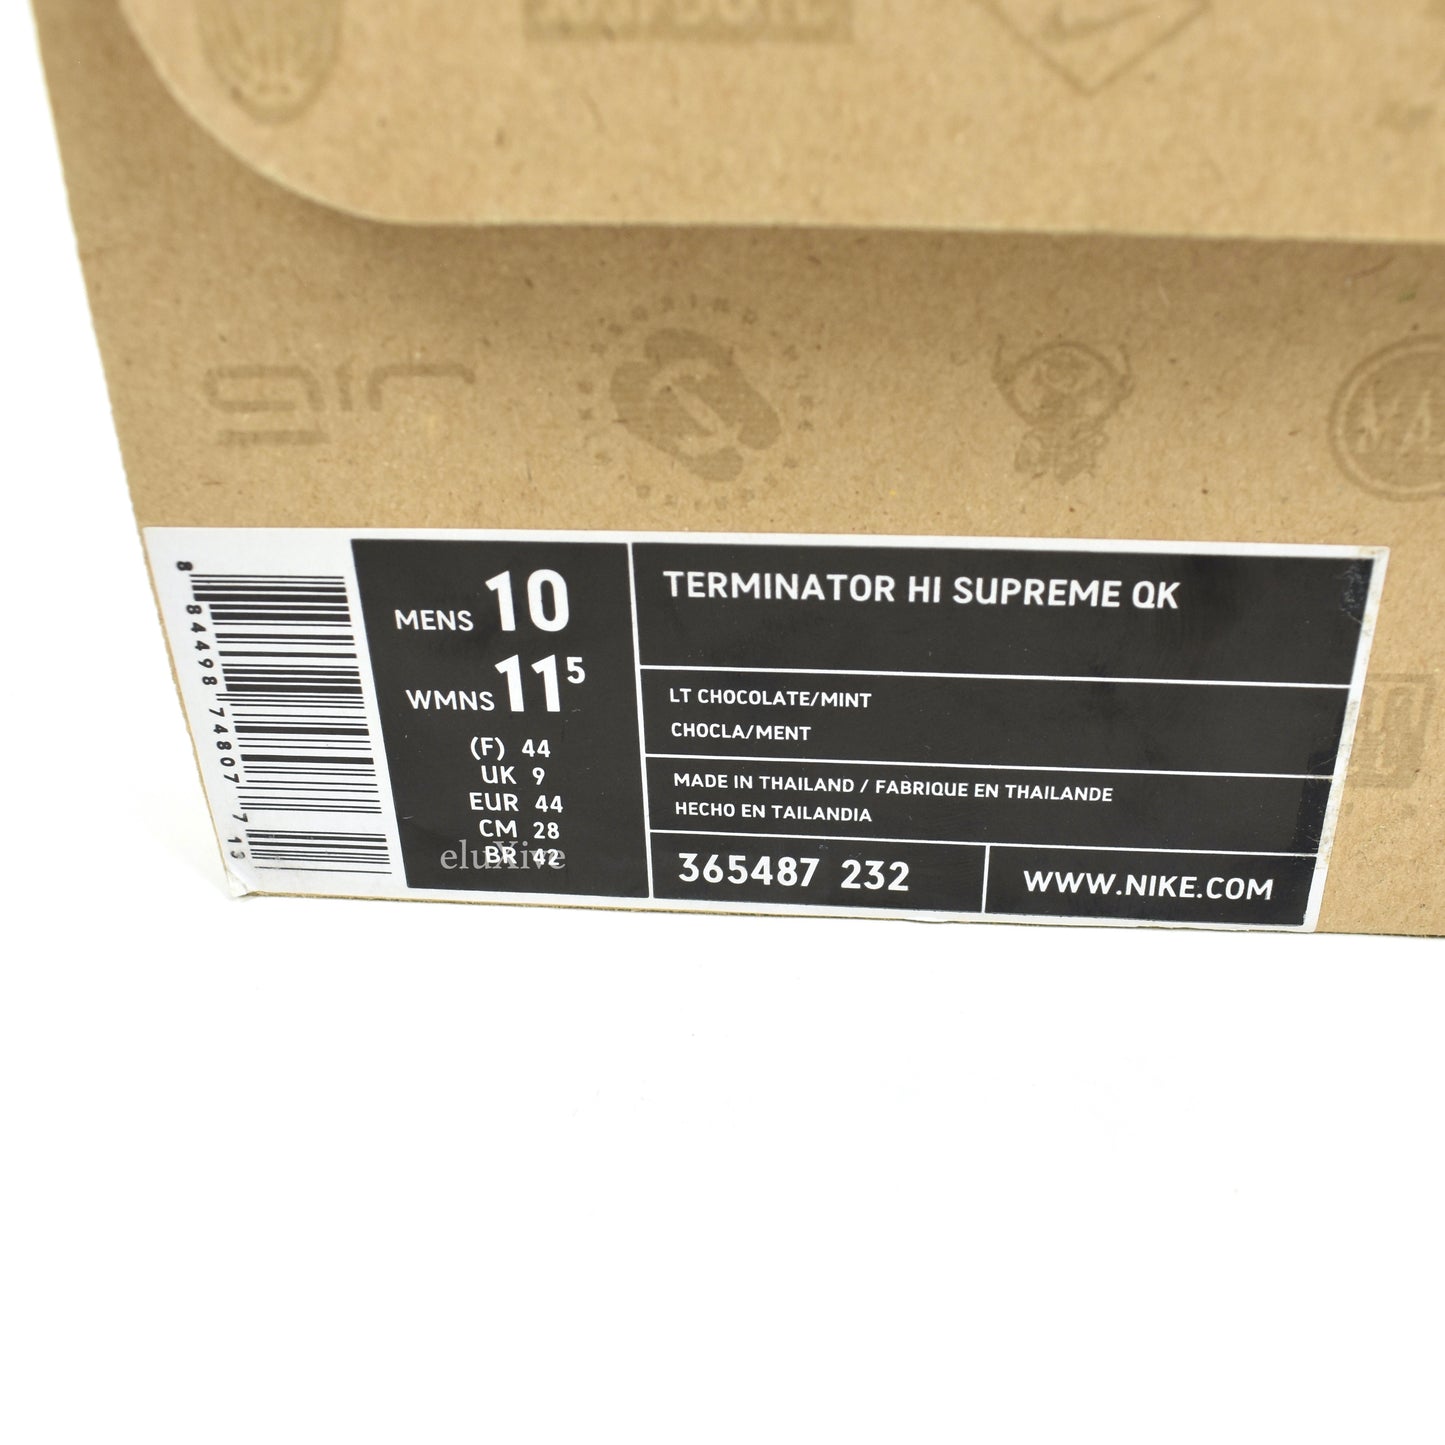 8 84498 74807 7 13
MENS 10
WMNS 11⁵
(F) 44
UK 9
EUR 44
CM 28
BR 42
eluXive
TERMINATOR HI SUPREME QK
LT CHOCOLATE/MINT
CHOCLA/MENT
MADE IN THAILAND / FABRIQUE EN THAILANDE
HECHO EN TAILANDIA
365487 232
WWW.NIKE.COM